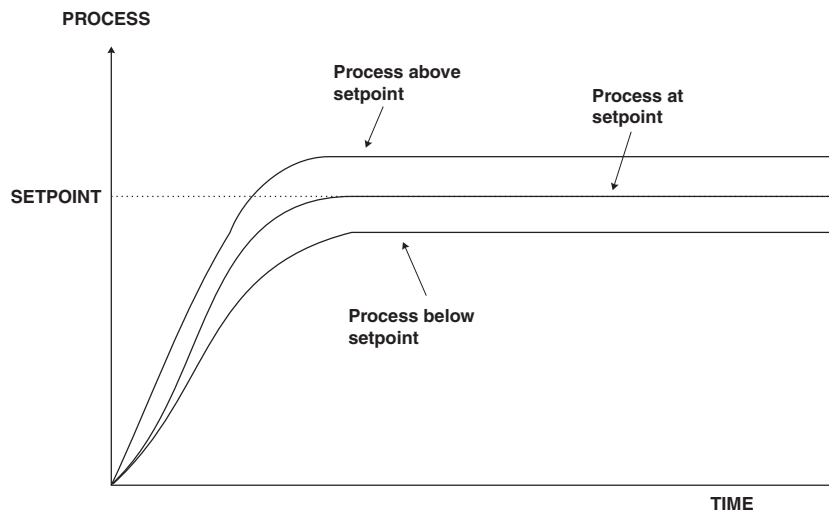 PROCESS
Process above
setpoint
Process at
setpoint
SETPOINT
Process below
setpoint
TIME